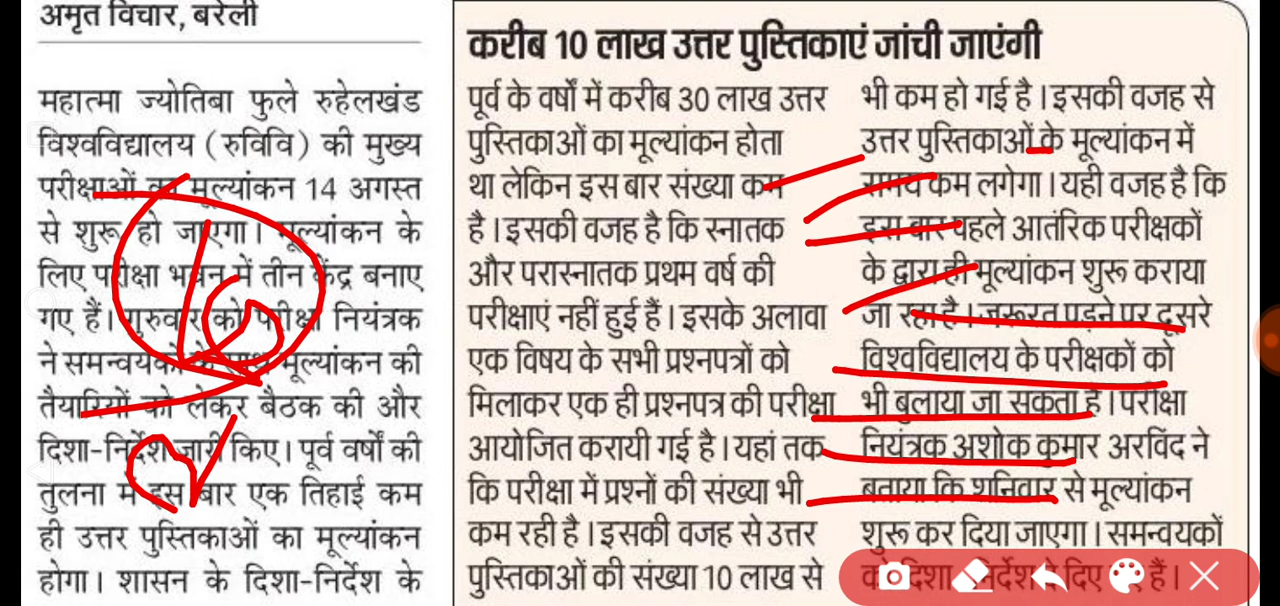 अमृत विचार, बरेली
महात्मा ज्योतिबा फुले रुहेलखंड
विश्वविद्यालय (रुविवि) की मुख्य
परीक्षाओं का मूल्यांकन 14 अगस्त
से शुरू हो जाएगा। मूल्यांकन के
लिए परीक्षा भवन में तीन केंद्र बनाए
गए हैं। गुरुवार को परीक्षा नियंत्रक
ने समन्वयकों के साथ मूल्यांकन की
तैयारियों को लेकर बैठक की और
दिशा-निर्देश जारी किए। पूर्व वर्षों की
तुलना में इस बार एक तिहाई कम
ही उत्तर पुस्तिकाओं का मूल्यांकन
होगा। शासन के दिशा-निर्देश के
करीब 10 लाख उत्तर पुस्तिकाएं जांची जाएंगी
पूर्व के वर्षों में करीब 30 लाख उत्तर
पुस्तिकाओं का मूल्यांकन होता
था लेकिन इस बार संख्या कम
है। इसकी वजह है कि स्नातक
और परास्नातक प्रथम वर्ष की
परीक्षाएं नहीं हुई हैं। इसके अलावा
एक विषय के सभी प्रश्नपत्रों को
मिलाकर एक ही प्रश्नपत्र की परीक्षा
आयोजित करायी गई है। यहां तक
कि परीक्षा में प्रश्नों की संख्या भी
कम रही है। इसकी वजह से उत्तर
पुस्तिकाओं की संख्या 10 लाख से
भी कम हो गई है। इसकी वजह से
उत्तर पुस्तिकाओं के मूल्यांकन में
समय कम लगेगा। यही वजह है कि
इस बार पहले आतंरिक परीक्षकों
के द्वारा ही मूल्यांकन शुरू कराया
जा रहा है। जरूरत पड़ने पर दूसरे
विश्वविद्यालय के परीक्षकों को
भी बुलाया जा सकता है। परीक्षा
नियंत्रक अशोक कुमार अरविंद ने
बताया कि शनिवार से मूल्यांकन
शुरू कर दिया जाएगा। समन्वयकों
को दिशा निर्देश दे दिए हैं।